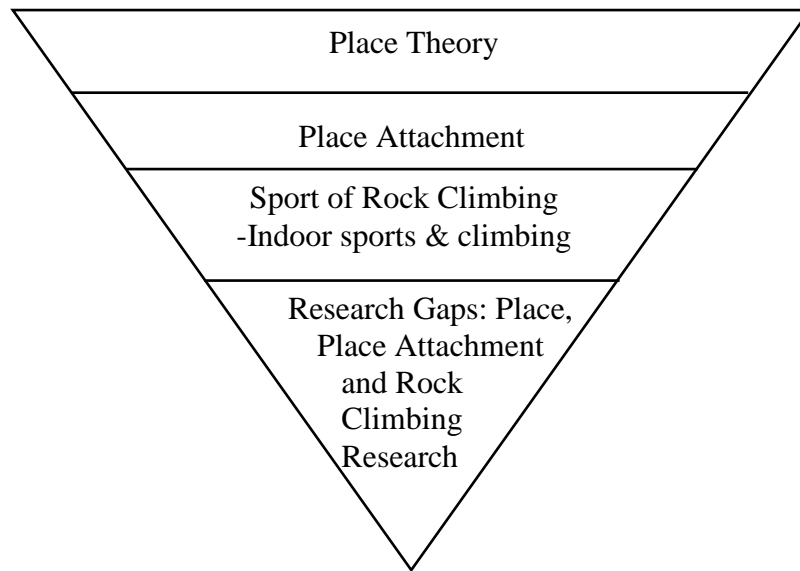 Place Theory
Place Attachment
Sport of Rock Climbing
-Indoor sports & climbing
Research Gaps: Place,
Place Attachment
and Rock
Climbing
Research